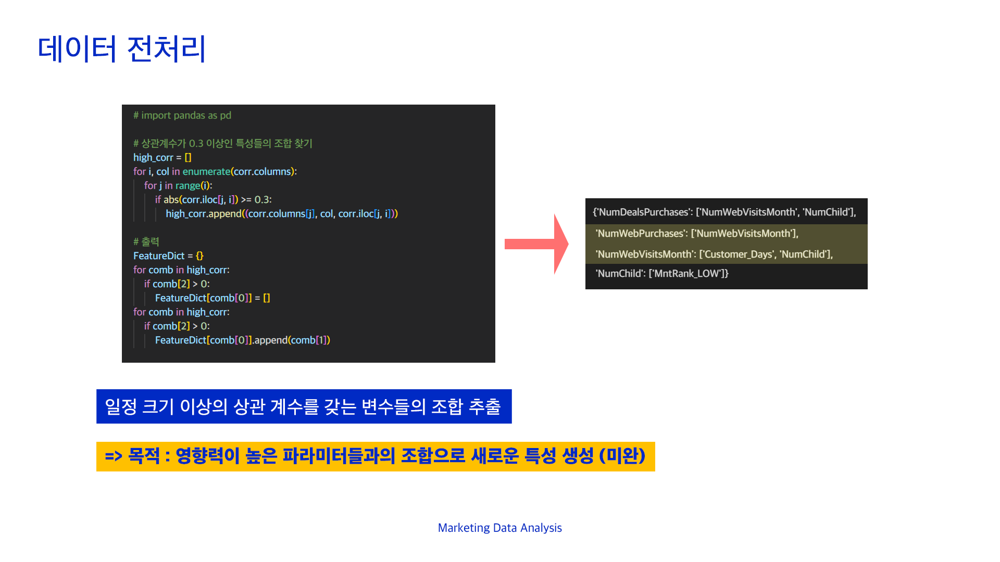 데이터 전처리
# import pandas as pd
# 상관계수가 0.3 이상인 특성들의 조합 찾기
high_corr = []
for i, col in enumerate(corr.columns):
for j in range(i):
if abs(corr.iloc[j, i]) >= 0.3:
high_corr.append((corr.columns[j], col, corr.iloc[j, i]))
# 출력
FeatureDict = {}
for comb in high_corr:
if comb[2] > 0:
FeatureDict[comb[0]] = []
for comb in high_corr:
if comb[2] > 0:
FeatureDict[comb[0]].append(comb[1])
{'NumDealsPurchases': ['NumWebVisitsMonth', 'NumChild'],
'NumWebPurchases': ['NumWebVisitsMonth'],
'NumWebVisitsMonth': ['Customer_Days', 'NumChild'],
'NumChild': ['MntRank_LOW']}
일정 크기 이상의 상관 계수를 갖는 변수들의 조합 추출
=> 목적 : 영향력이 높은 파라미터들과의 조합으로 새로운 특성 생성 (미완)
Marketing Data Analysis